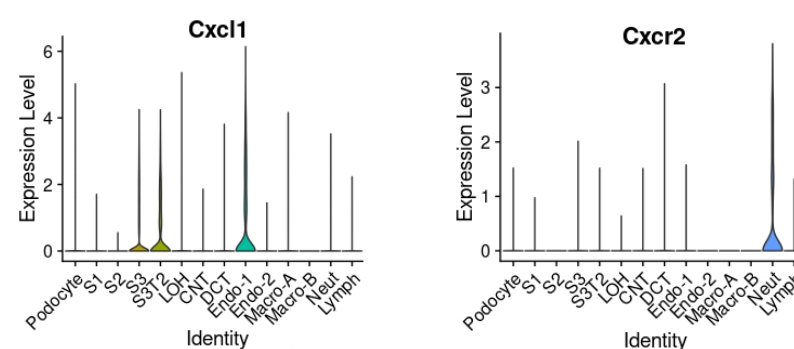 Cxcl1
Expression Level
6
4
2
0
Podocyte
S1
S2
S3
S3T2
LOH
CNT
DCT
Endo-1
Endo-2
Macro-A
Macro-B
Neut
Lymph
Identity
Cxcr2
Expression Level
3
2
1
0
Podocyte
S1
S2
S3
S3T2
LOH
CNT
DCT
Endo-1
Endo-2
Macro-A
Macro-B
Neut
Lymph
Identity